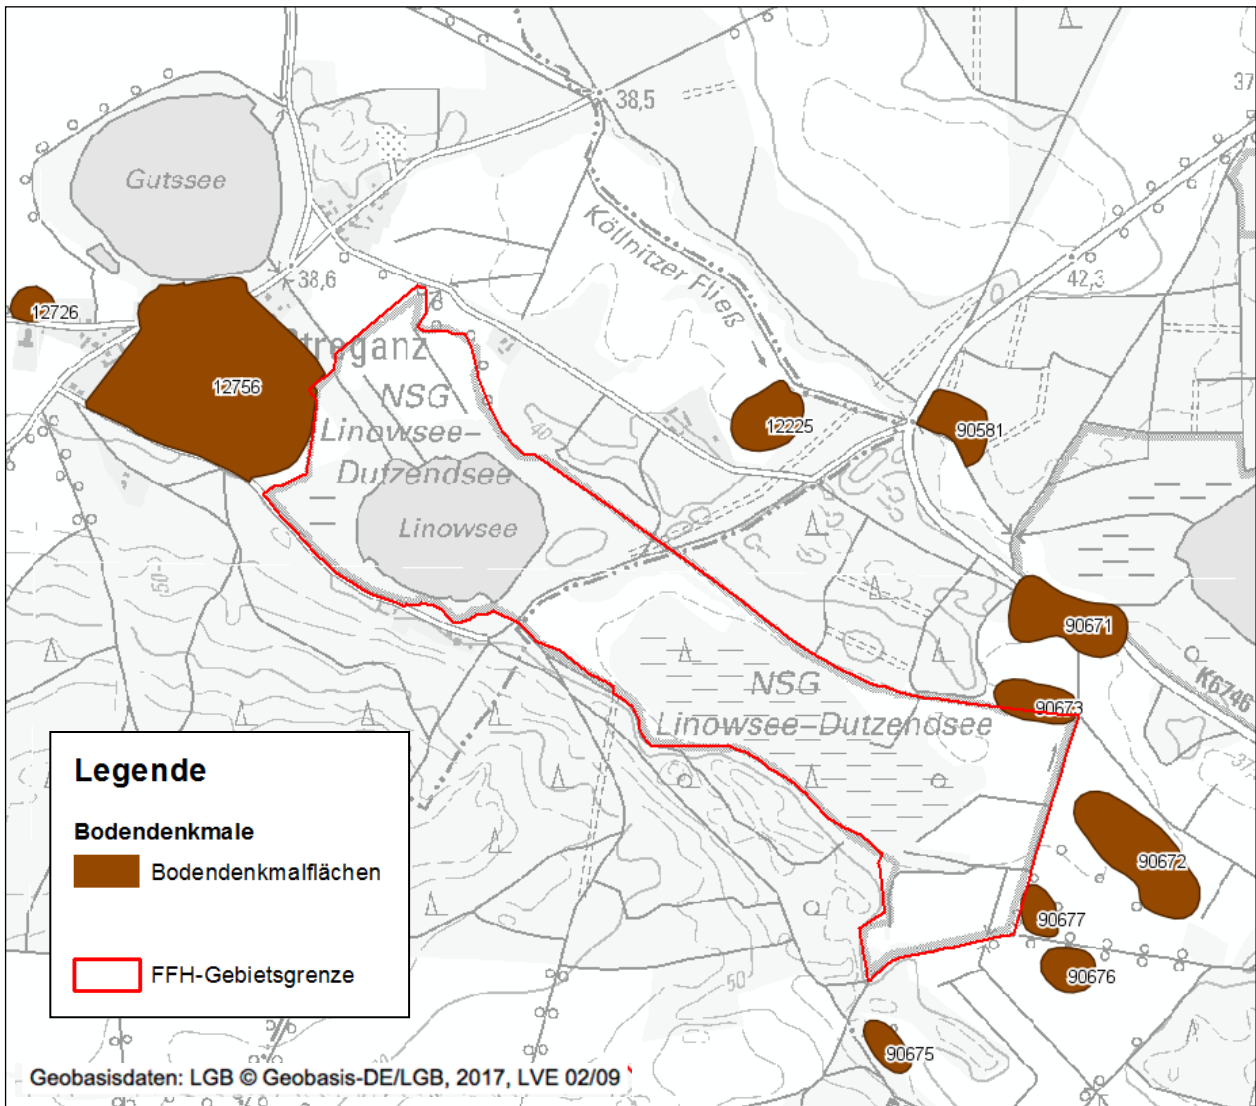 38,5
37
Gutssee
Köllnitzer Fließ
38,6
42,3
12726
treganz
12756
NSG
Linowsee–
Dutzendsee
40
12225
90581
Linowsee
50
90671
NSG
Linowsee–Dutzendsee
90673
K6746
37
Legende
Bodendenkmale
Bodendenkmalflächen
FFH-Gebietsgrenze
90672
90677
90676
50
90675
Geobasisdaten: LGB © Geobasis-DE/LGB, 2017, LVE 02/09